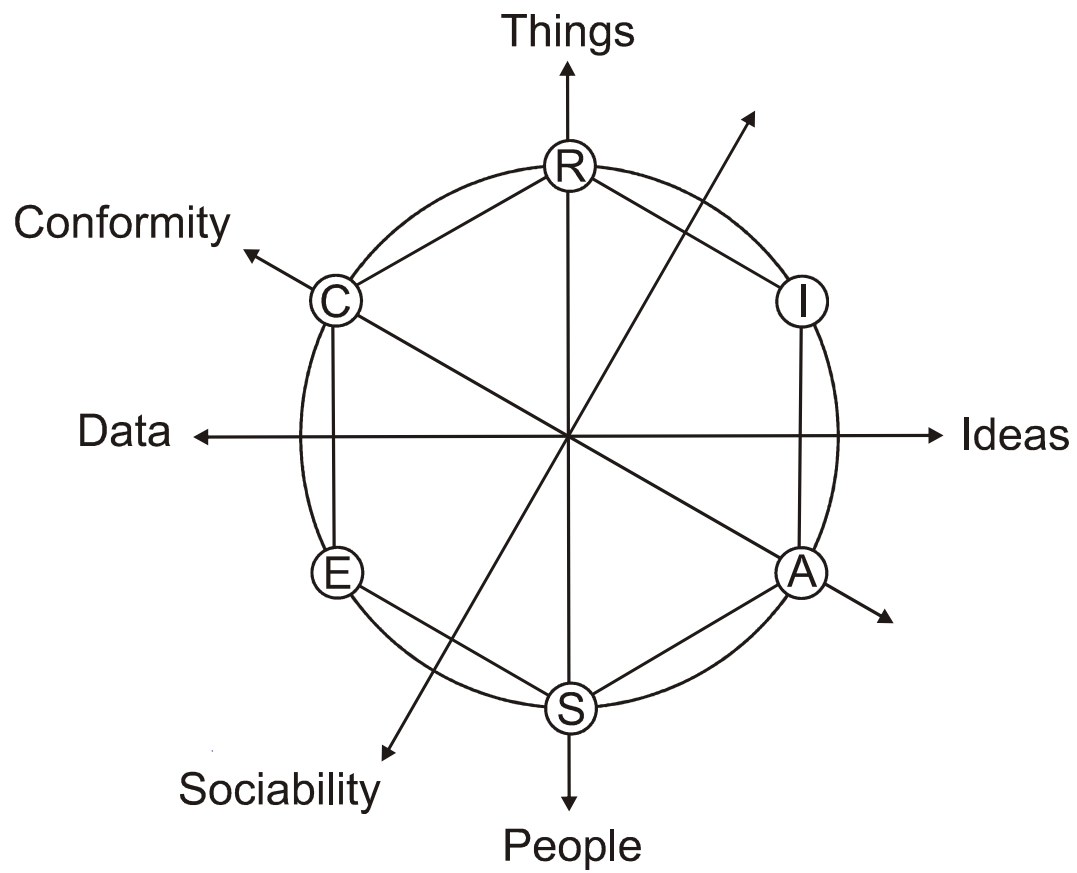 Things
R
Conformity
C
I
Data
Ideas
E
A
S
Sociability
People